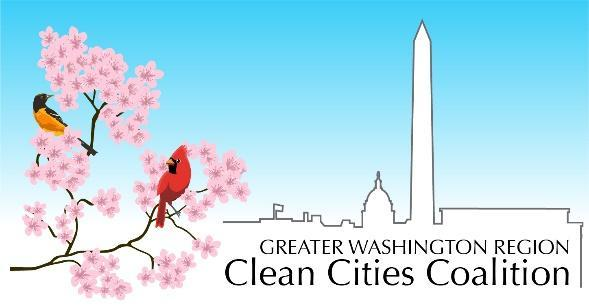 GREATER WASHINGTON REGION
Clean Cities Coalition